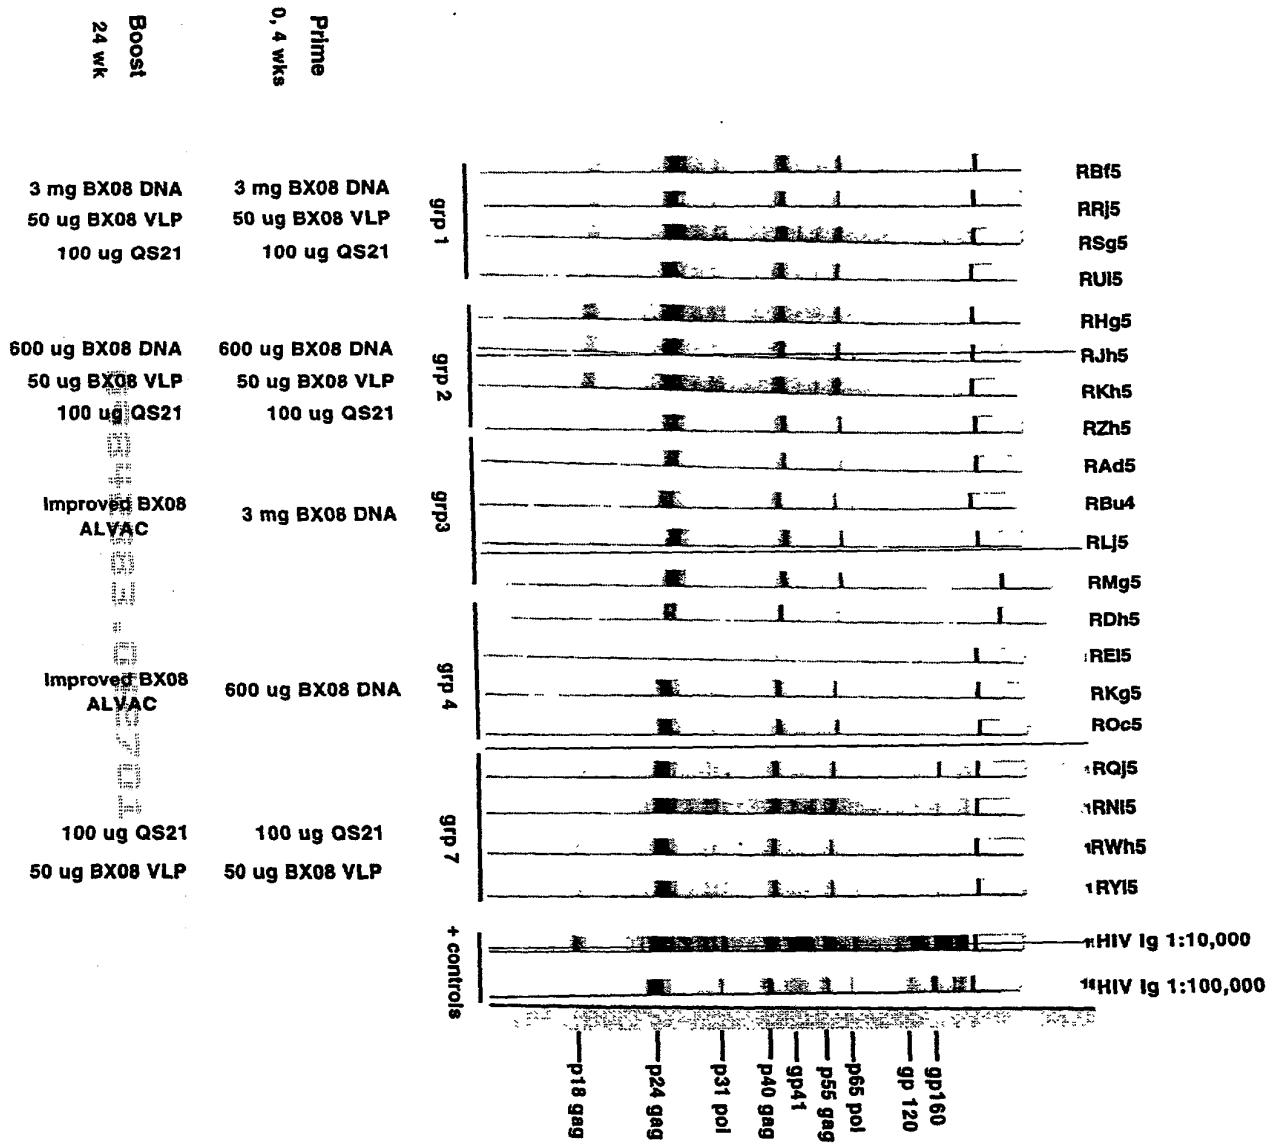 Boost
24 wk
Prime
0, 4 wks
3 mg BX08 DNA
50 ug BX08 VLP
100 ug QS21
3 mg BX08 DNA
50 ug BX08 VLP
100 ug QS21
grp 1
RBf5
RRj5
RSg5
RUl5
600 ug BX08 DNA
50 ug BX08 VLP
100 ug QS21
600 ug BX08 DNA
50 ug BX08 VLP
100 ug QS21
grp 2
RHg5
RJh5
RKh5
RZh5
Improved BX08
ALVAC
3 mg BX08 DNA
grp3
RAd5
RBu4
RLj5
RMg5
Improved BX08
ALVAC
600 ug BX08 DNA
grp 4
RDh5
REl5
RKg5
ROc5
100 ug QS21
50 ug BX08 VLP
100 ug QS21
50 ug BX08 VLP
grp 7
RQj5
RNl5
RWh5
RYl5
+ controls
HIV Ig 1:10,000
HIV Ig 1:100,000
p18 gag
p24 gag
p31 pol
p40 gag
gp41
p55 gag
p65 pol
gp 120
gp160